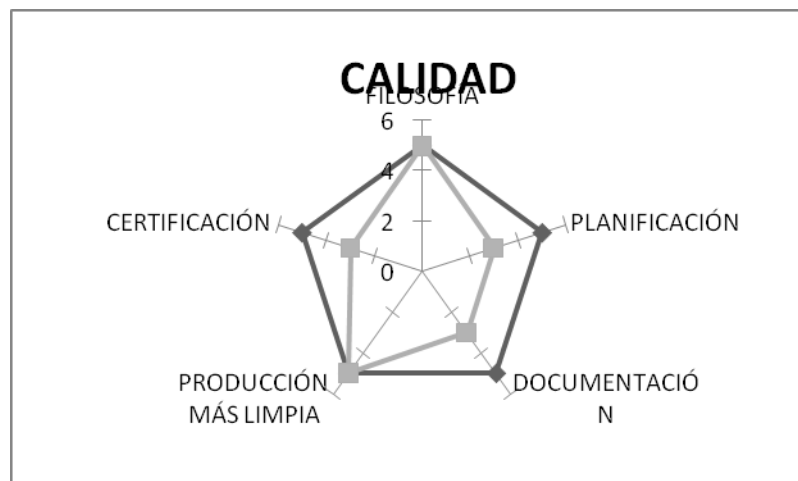 CALIDAD
FILOSOFÍA
6
4
2
0
CERTIFICACIÓN
PLANIFICACIÓN
PRODUCCIÓN
MÁS LIMPIA
DOCUMENTACIÓ
N